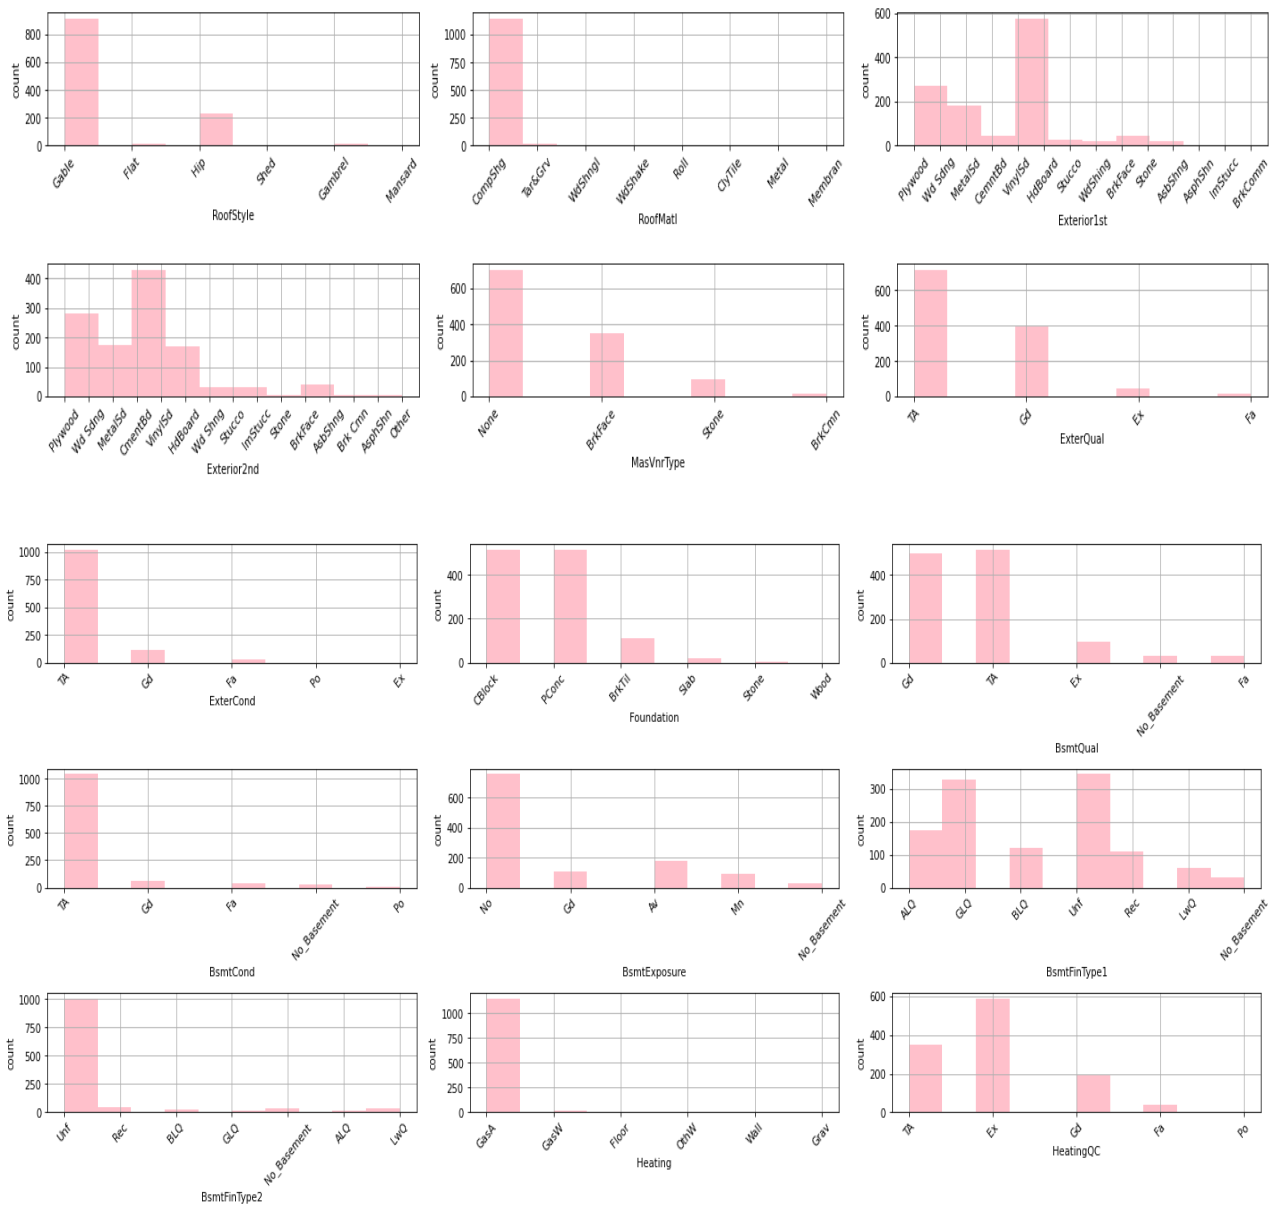 count
800
600
400
200
0
Gable
Flat
Hip
Shed
Gambrel
Mansard
RoofStyle
count
1000
750
500
250
0
CompShg
Tar&Grv
WdShngl
WdShake
Roll
ClyTile
Metal
Membran
RoofMatl
count
600
400
200
0
Plywood
Wd Sdng
MetalSd
CemntBd
VinylSd
HdBoard
Stucco
WdShing
BrkFace
Stone
AsbShng
AsphShn
ImStucc
BrkComm
Exterior1st
count
400
300
200
100
0
Plywood
Wd Sdng
MetalSd
CmentBd
VinylSd
HdBoard
Wd Shng
Stucco
ImStucc
Stone
BrkFace
AsbShng
Brk Cmn
AsphShn
Other
Exterior2nd
count
600
400
200
0
None
BrkFace
Stone
BrkCmn
MasVnrType
count
600
400
200
0
TA
Gd
Ex
Fa
ExterQual
count
1000
750
500
250
0
TA
Gd
Fa
Po
Ex
ExterCond
count
400
200
0
CBlock
PConc
BrkTil
Slab
Stone
Wood
Foundation
count
400
200
0
Gd
TA
Ex
No_Basement
Fa
BsmtQual
count
1000
750
500
250
0
TA
Gd
Fa
No_Basement
Po
BsmtCond
count
600
400
200
0
No
Gd
Av
Mn
No_Basement
BsmtExposure
count
300
200
100
0
ALQ
GLQ
BLQ
Unf
Rec
LwQ
No_Basement
BsmtFinType1
count
1000
750
500
250
0
Unf
Rec
BLQ
GLQ
No_Basement
ALQ
LwQ
BsmtFinType2
count
1000
750
500
250
0
GasA
GasW
Floor
OthW
Wall
Grav
Heating
count
600
400
200
0
TA
Ex
Gd
Fa
Po
HeatingQC